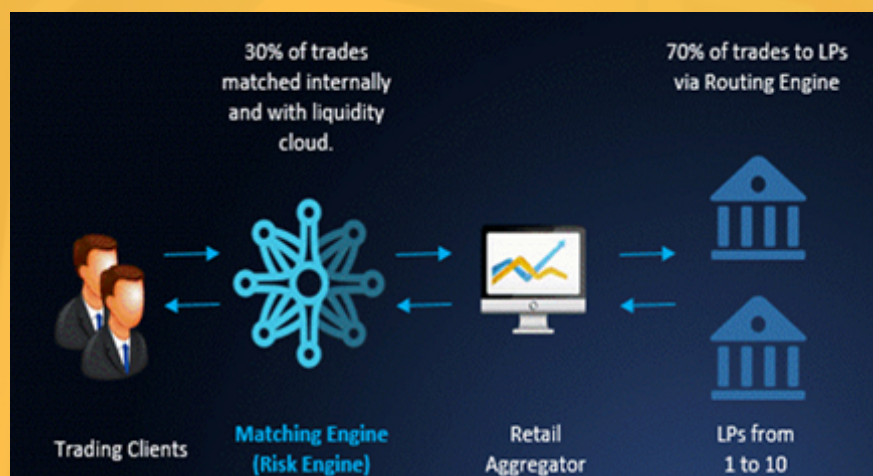 30% of trades
matched internally
and with liquidity
cloud.
70% of trades to LPs
via Routing Engine
Trading Clients
Matching Engine
(Risk Engine)
Retail
Aggregator
LPs from
1 to 10